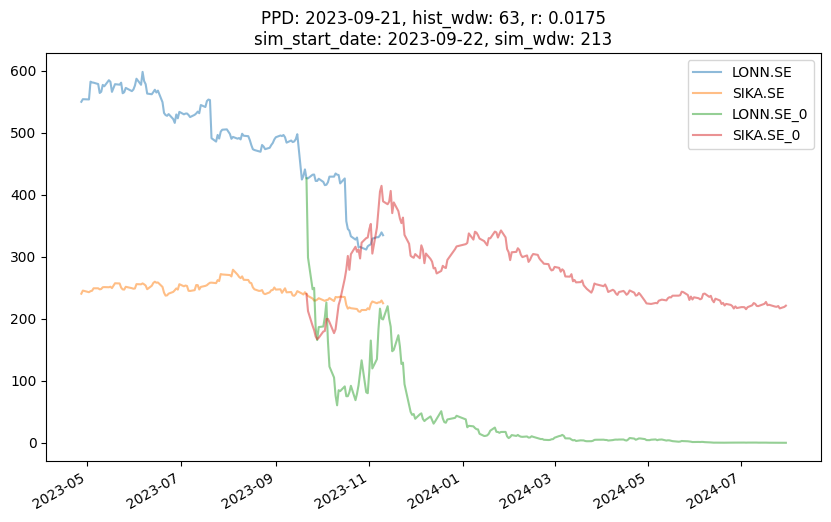 PPD: 2023-09-21, hist_wdw: 63, r: 0.0175
sim_start_date: 2023-09-22, sim_wdw: 213
LONN.SE
SIKA.SE
LONN.SE_0
SIKA.SE_0
600
500
400
300
200
100
0
2023-05
2023-07
2023-09
2023-11
2024-01
2024-03
2024-05
2024-07